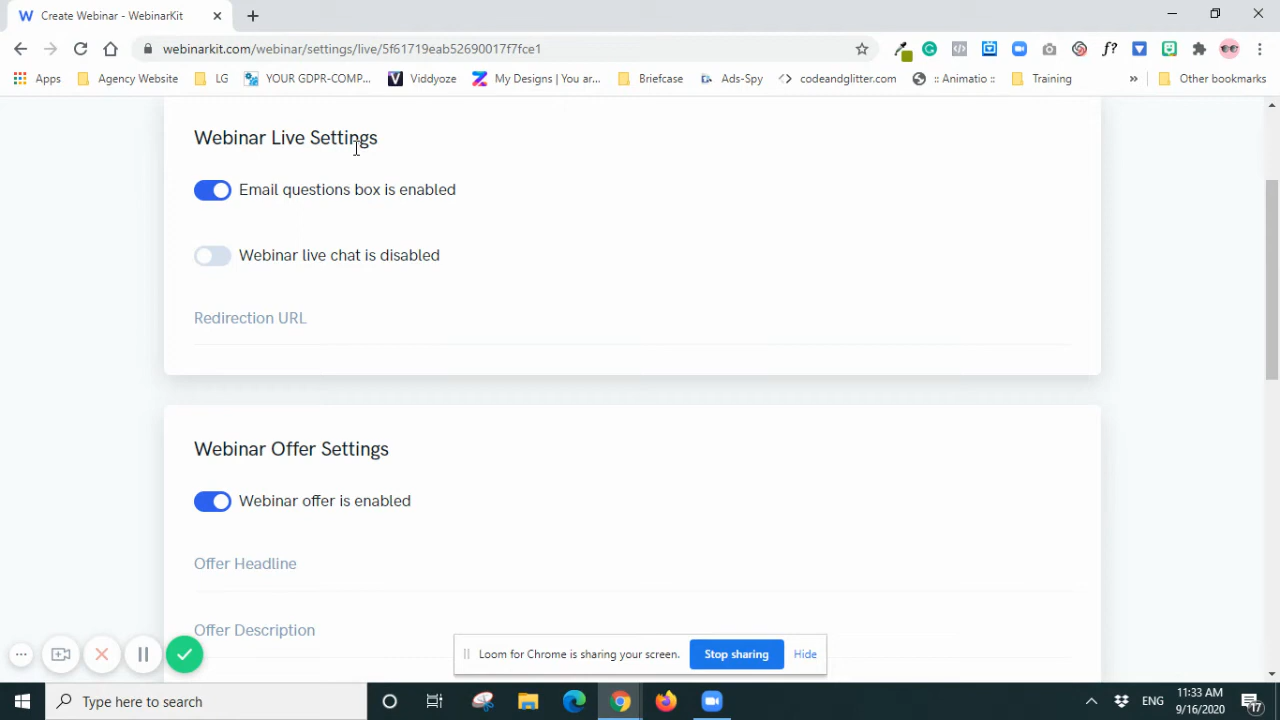 Create Webinar - WebinarKit
webinarkit.com/webinar/settings/live/5f61719eab52690017f7fce1
Apps Agency Website LG YOUR GDPR-COMP... Viddyoze My Designs | You ar... Briefcase Ads-Spy codeandglitter.com :: Animatio :: Training » Other bookmarks
Webinar Live Settings
Email questions box is enabled
Webinar live chat is disabled
Redirection URL
Webinar Offer Settings
Webinar offer is enabled
Offer Headline
Offer Description
Loom for Chrome is sharing your screen. Stop sharing Hide
Type here to search
ENG
11:33 AM
9/16/2020
17